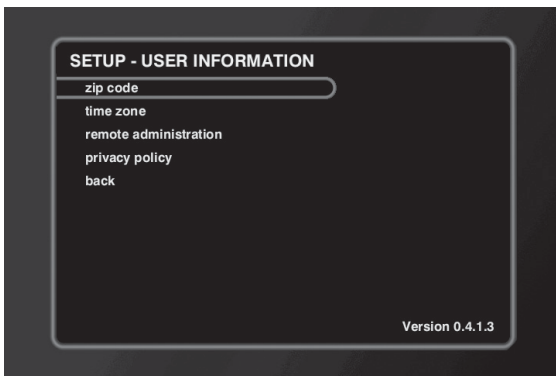 SETUP - USER INFORMATION
zip code
time zone
remote administration
privacy policy
back
Version 0.4.1.3